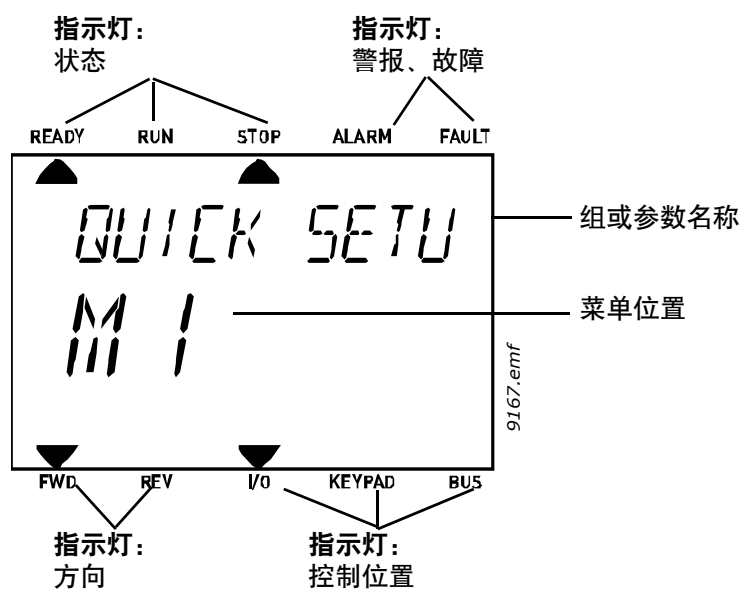 指示灯： 指示灯：
状态 警报、故障
READY RUN STOP ALARM FAULT
QUICK SETU 组或参数名称
M 1 菜单位置
9167.emf
FWD REV I/O KEYPAD BUS
指示灯： 指示灯：
方向 控制位置